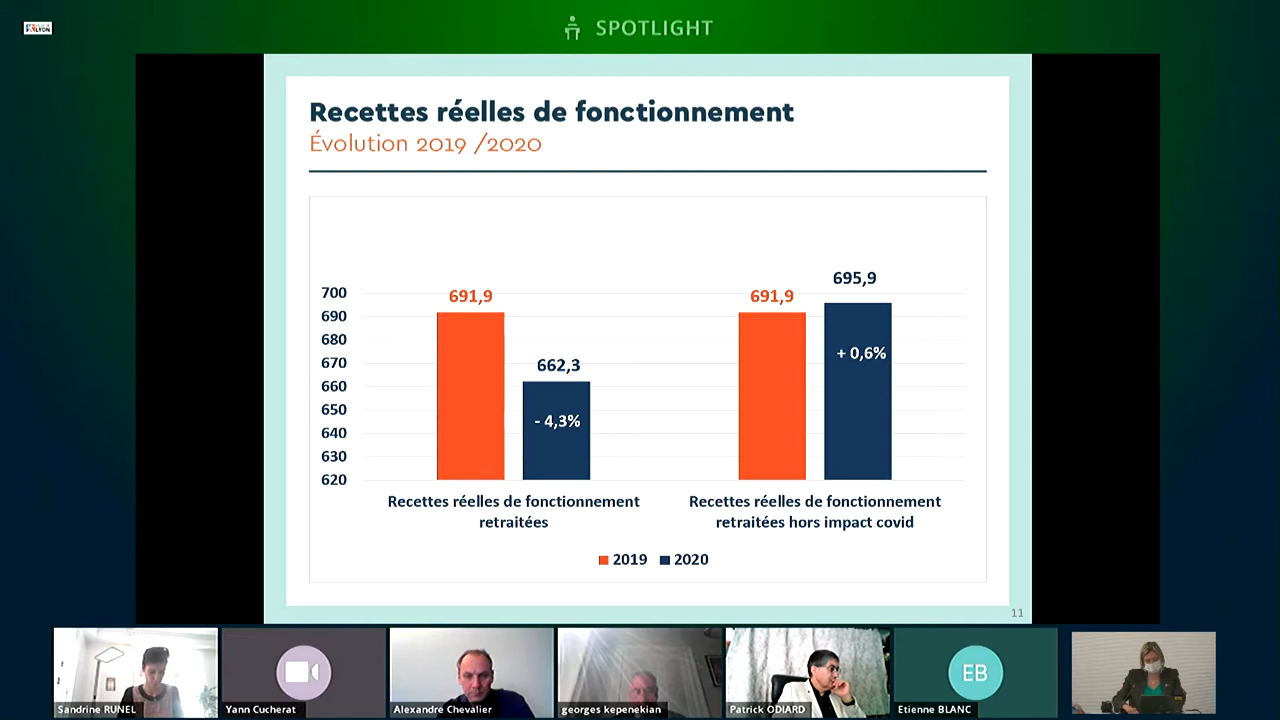 LYON
SPOTLIGHT
Recettes réelles de fonctionnement
Évolution 2019 /2020
700
690
680
670
660
650
640
630
620
691,9
662,3
- 4,3%
691,9
695,9
+ 0,6%
Recettes réelles de fonctionnement
retraitées
Recettes réelles de fonctionnement
retraitées hors impact covid
2019
2020
11
Sandrine RUNEL
Yann Cucherat
Alexandre Chevalier
georges kepenekian
Patrick ODIARD
EB
Etienne BLANC